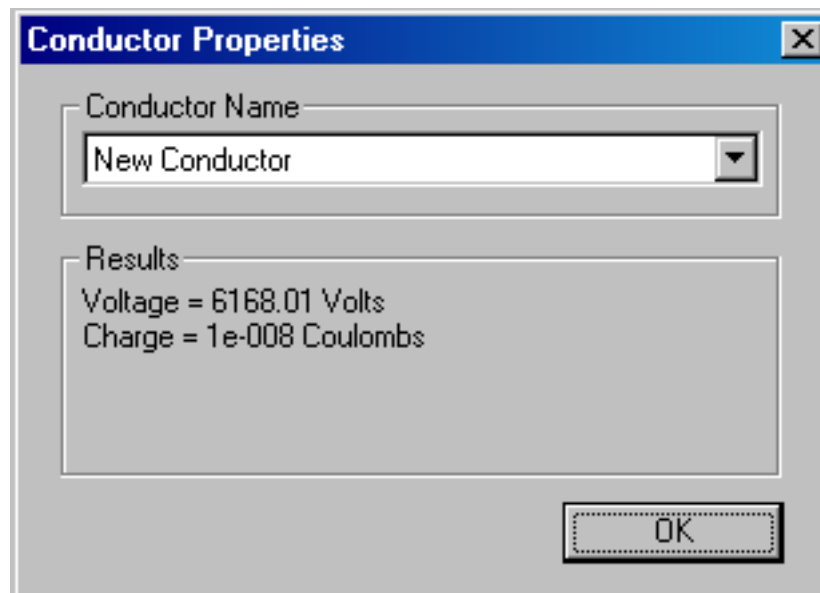 Conductor Properties
Conductor Name
New Conductor
Results
Voltage = 6168.01 Volts
Charge = 1e-008 Coulombs
OK